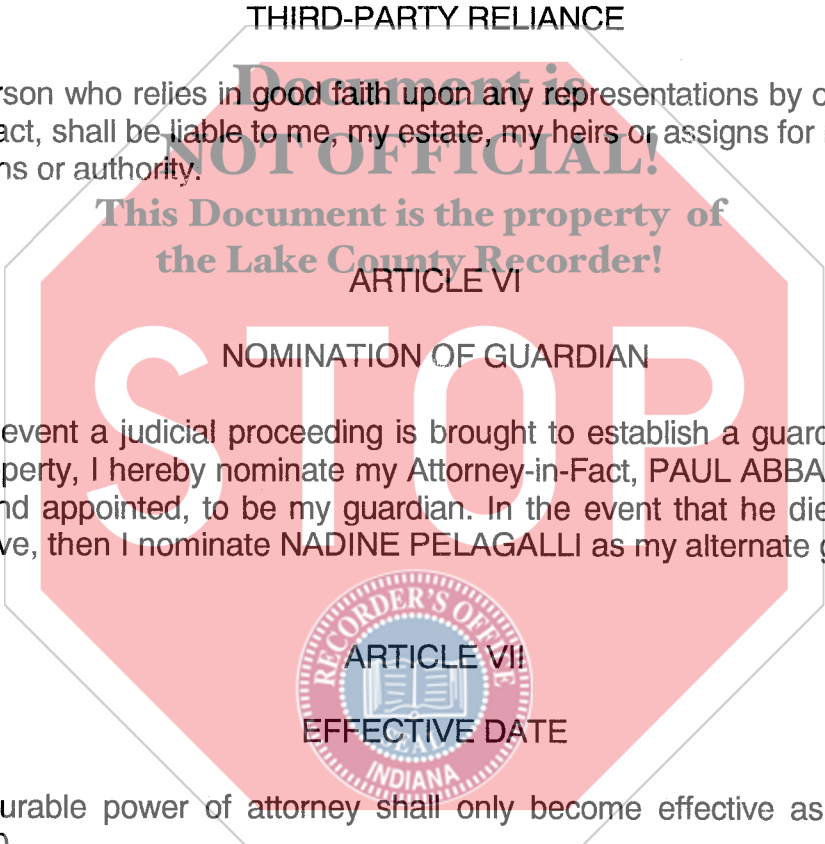 THIRD-PARTY RELIANCE
Document is
rson who relies in good faith upon any representations by
act, shall be liable to me, my estate, my heirs or assigns for
NOT OFFICIAL!
ns or authority.
This Document is the property of
the Lake County Recorder!
ARTICLE VI
NOMINATION OF GUARDIAN
STOP
event a judicial proceeding is brought to establish a guard
perty, I hereby nominate my Attorney-in-Fact, PAUL ABBA
nd appointed, to be my guardian. In the event that he die
ve, then I nominate NADINE PELAGALLI as my alternate g
RECORDER'S OFFICE
ARTICLE VII
EFFECTIVE DATE
SEAL
INDIANA
urable power of attorney shall only become effective as